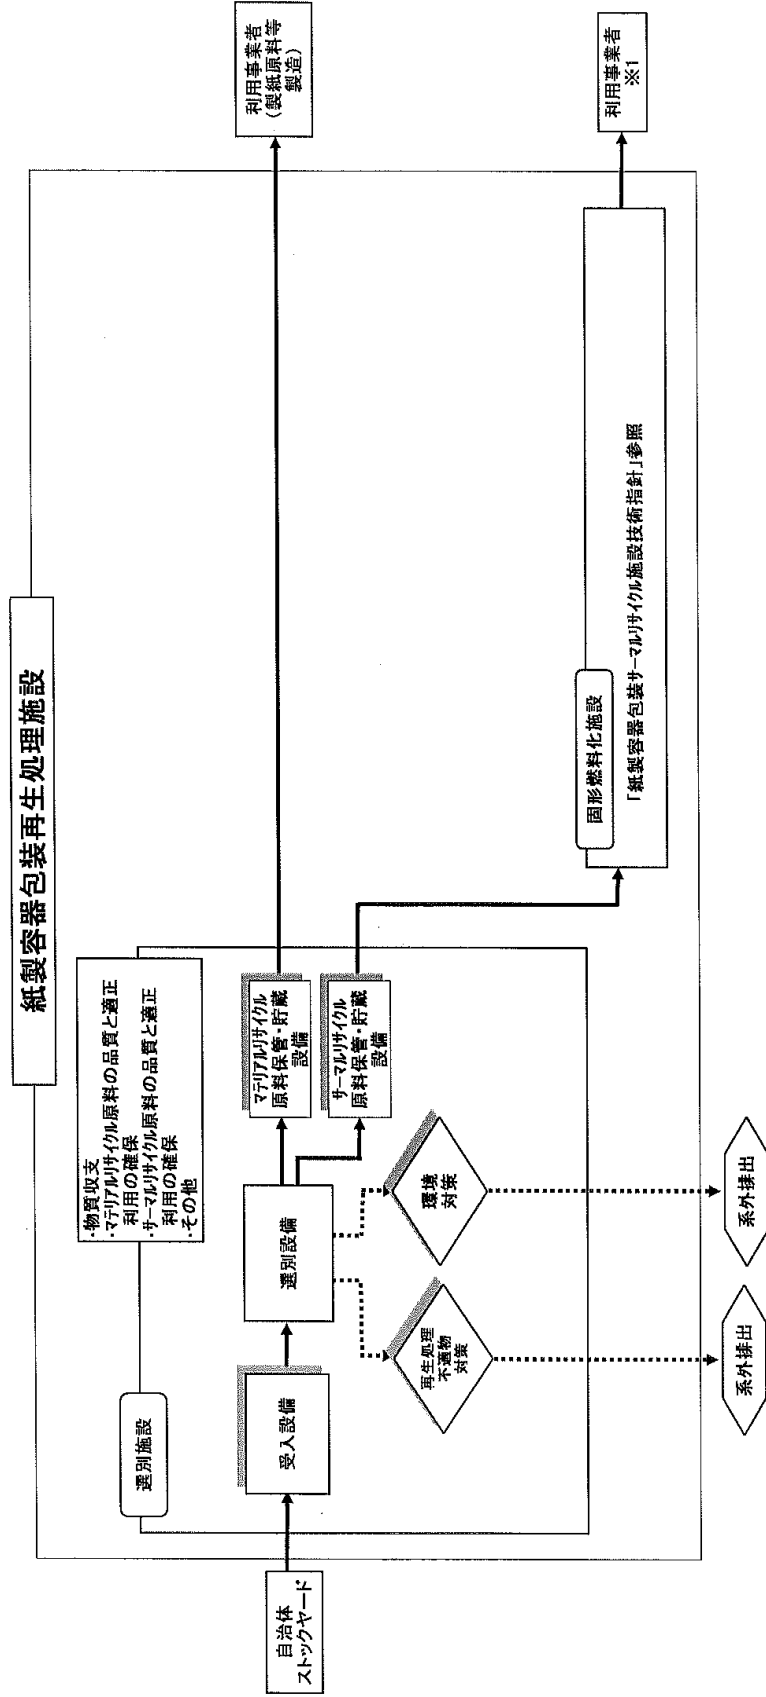 紙製容器包装再生処理施設
選別施設
・物質収支
・マテリアルリサイクル原料の品質と適正
利用の確保
・サーマルリサイクル原料の品質と適正
利用の確保
・その他
自治体
ストックヤード
受入設備
選別設備
マテリアルリサイクル
原料保管・貯蔵
設備
サーマルリサイクル
原料保管・貯蔵
設備
利用事業者
(製紙原料等
製造)
再生処理
不適物
対策
環境
対策
固形燃料化施設
「紙製容器包装サーマルリサイクル施設技術指針」参照
利用事業者
※1
系外排出
系外排出